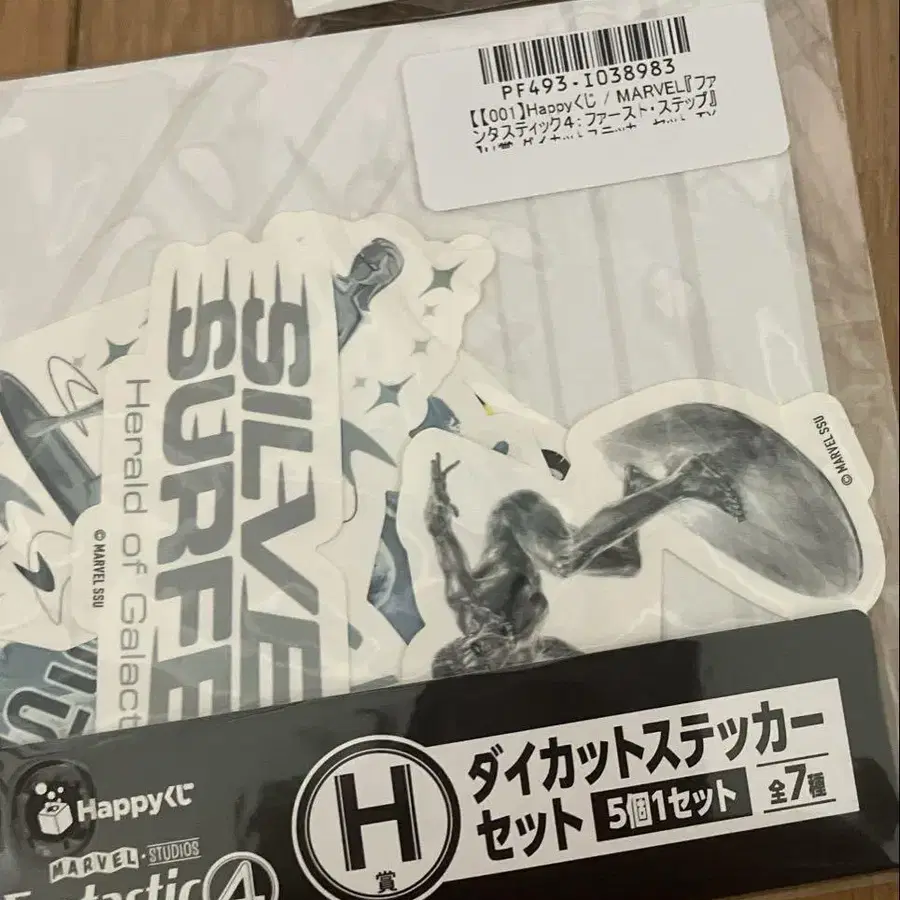 PF493-I038983
【【001】Happyくじ / MARVEL『ファ
ンタスティック4：ファースト・ステップ』
SILVE
SURFE
Herald of Galact
© MARVEL SSU
© MARVEL SSU
Happyくじ
MARVEL STUDIOS
4
H
賞
ダイカットステッカー
セット 5個1セット 全7種